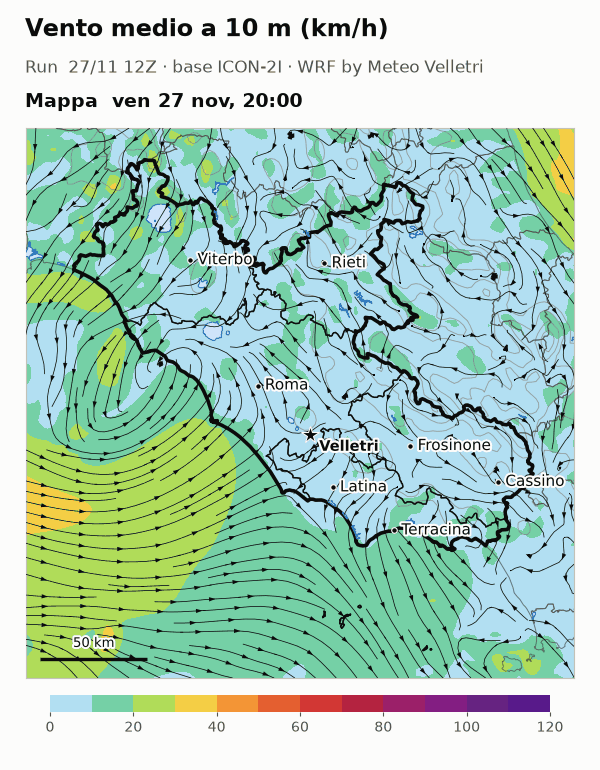 Vento medio a 10 m (km/h)
Run 27/11 12Z · base ICON-2I · WRF by Meteo Velletri
Mappa ven 27 nov, 20:00
Viterbo
Rieti
Roma
Velletri
Frosinone
Latina
Cassino
Terracina
50 km
0 20 40 60 80 100 120